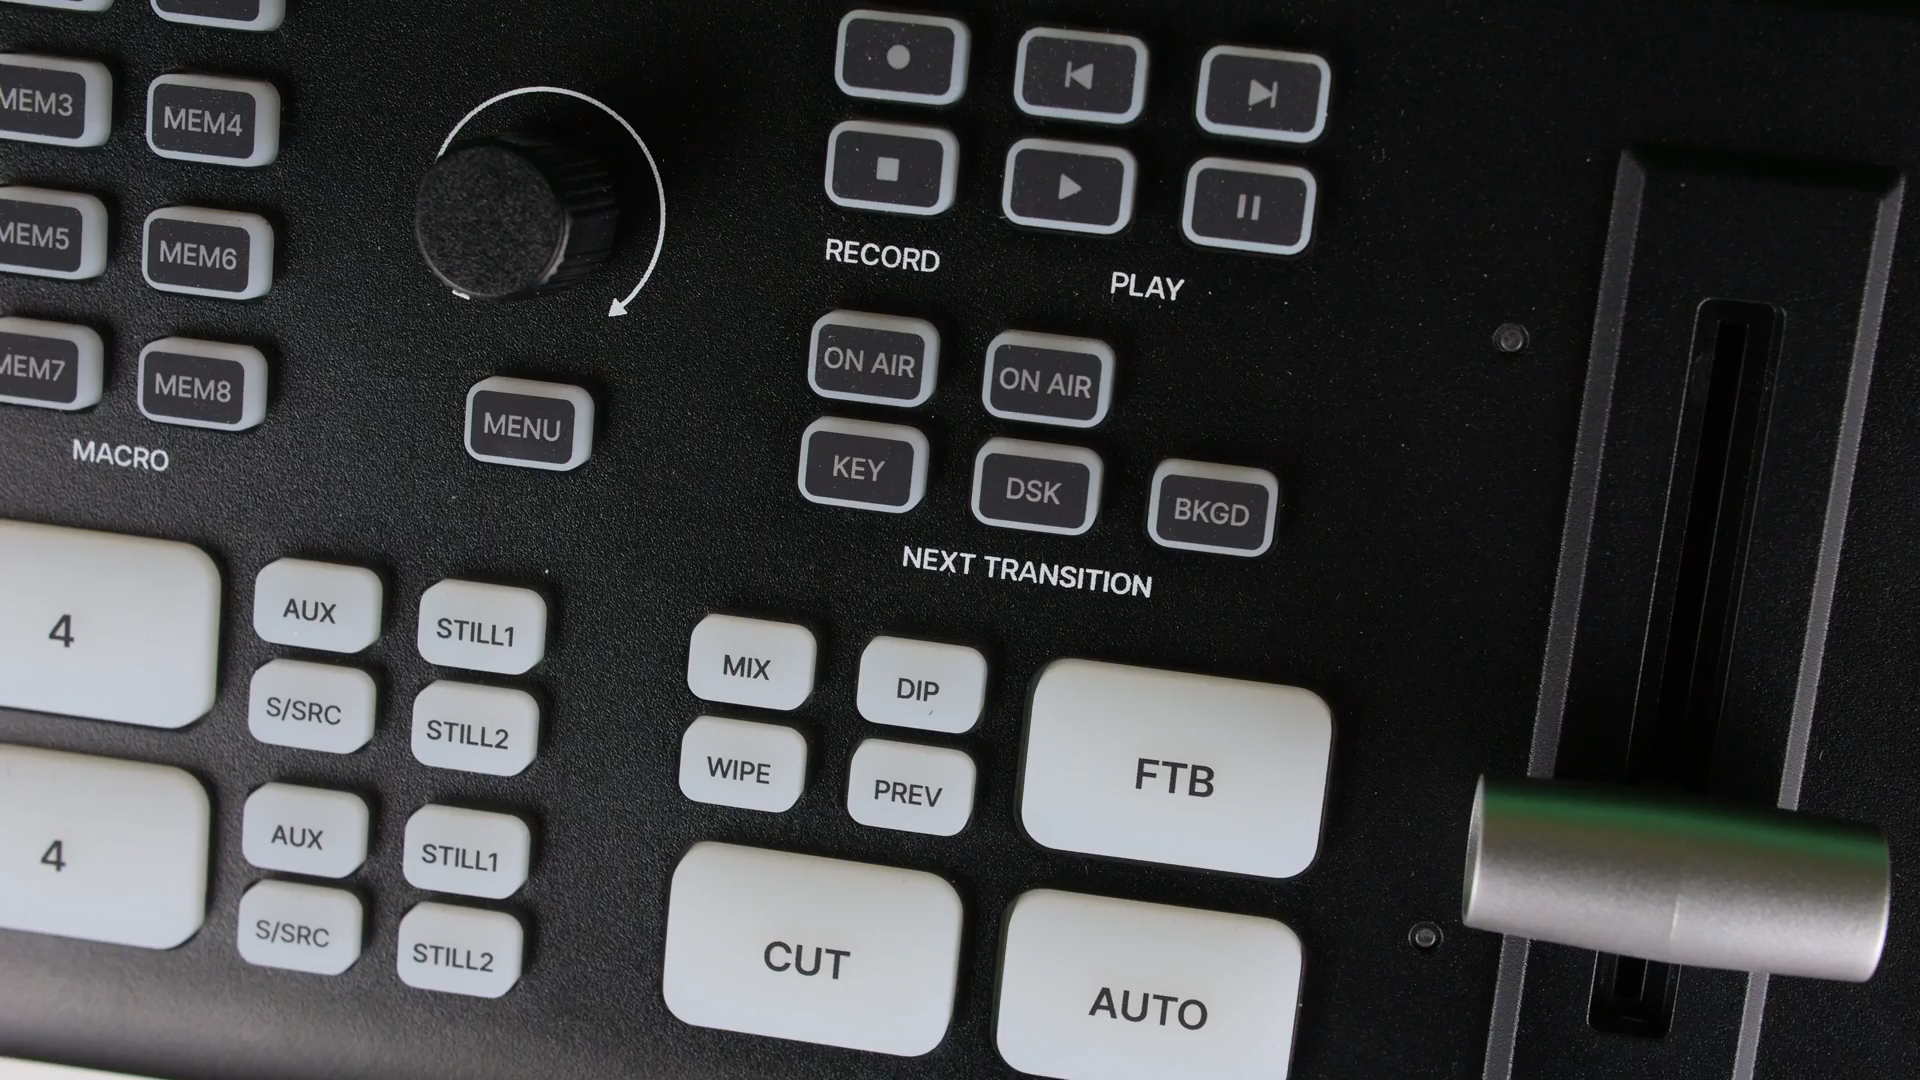 MEM3 MEM4
MEM5 MEM6
MEM7 MEM8
MACRO
MENU
RECORD
PLAY
ON AIR ON AIR
KEY DSK BKGD
NEXT TRANSITION
4 AUX STILL1
S/SRC STILL2
4 AUX STILL1
S/SRC STILL2
MIX DIP
WIPE PREV
FTB
CUT
AUTO